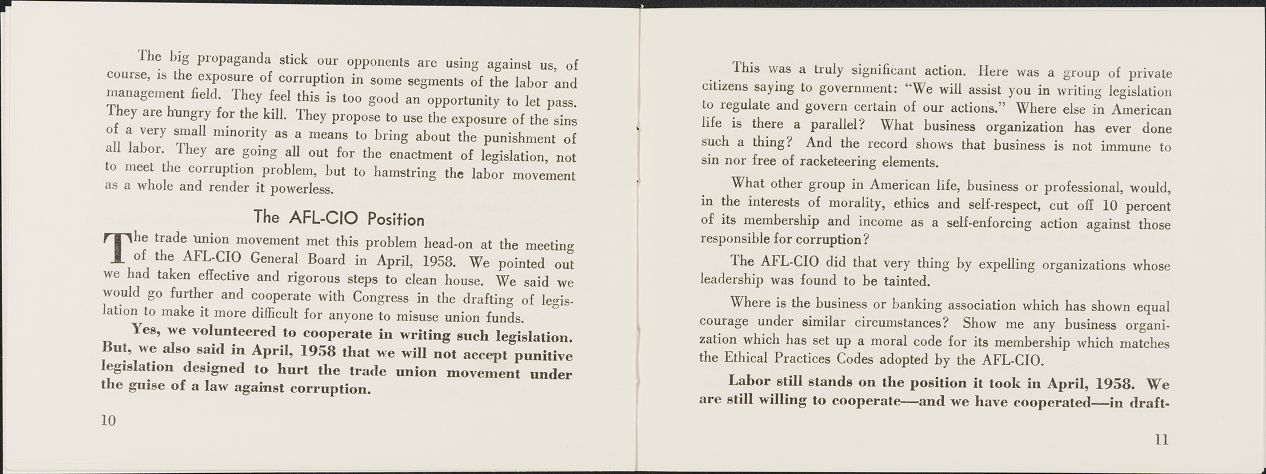 The big propaganda stick our opponents are using against us, of
course, is the exposure of corruption in some segments of the labor and
management field. They feel this is too good an opportunity to let pass.
They are hungry for the kill. They propose to use the exposure of the sins
of a very small minority as a means to bring about the punishment of
all labor. They are going all out for the enactment of legislation, not
to meet the corruption problem, but to hamstring the labor movement
as a whole and render it powerless.
The AFL-CIO Position
The trade union movement met this problem head-on at the meeting
of the AFL-CIO General Board in April, 1958. We pointed out
we had taken effective and rigorous steps to clean house. We said we
would go further and cooperate with Congress in the drafting of legis-
lation to make it more difficult for anyone to misuse union funds.
Yes, we volunteered to cooperate in writing such legislation.
But, we also said in April, 1958 that we will not accept punitive
legislation designed to hurt the trade union movement under
the guise of a law against corruption.
10
This was a truly significant action. Here was a group of private
citizens saying to government: “We will assist you in writing legislation
to regulate and govern certain of our actions.” Where else in American
life is there a parallel? What business organization has ever done
such a thing? And the record shows that business is not immune to
sin nor free of racketeering elements.
What other group in American life, business or professional, would,
in the interests of morality, ethics and self-respect, cut off 10 percent
of its membership and income as a self-enforcing action against those
responsible for corruption?
The AFL-CIO did that very thing by expelling organizations whose
leadership was found to be tainted.
Where is the business or banking association which has shown equal
courage under similar circumstances? Show me any business organi-
zation which has set up a moral code for its membership which matches
the Ethical Practices Codes adopted by the AFL-CIO.
Labor still stands on the position it took in April, 1958. We
are still willing to cooperate—and we have cooperated—in draft-
11